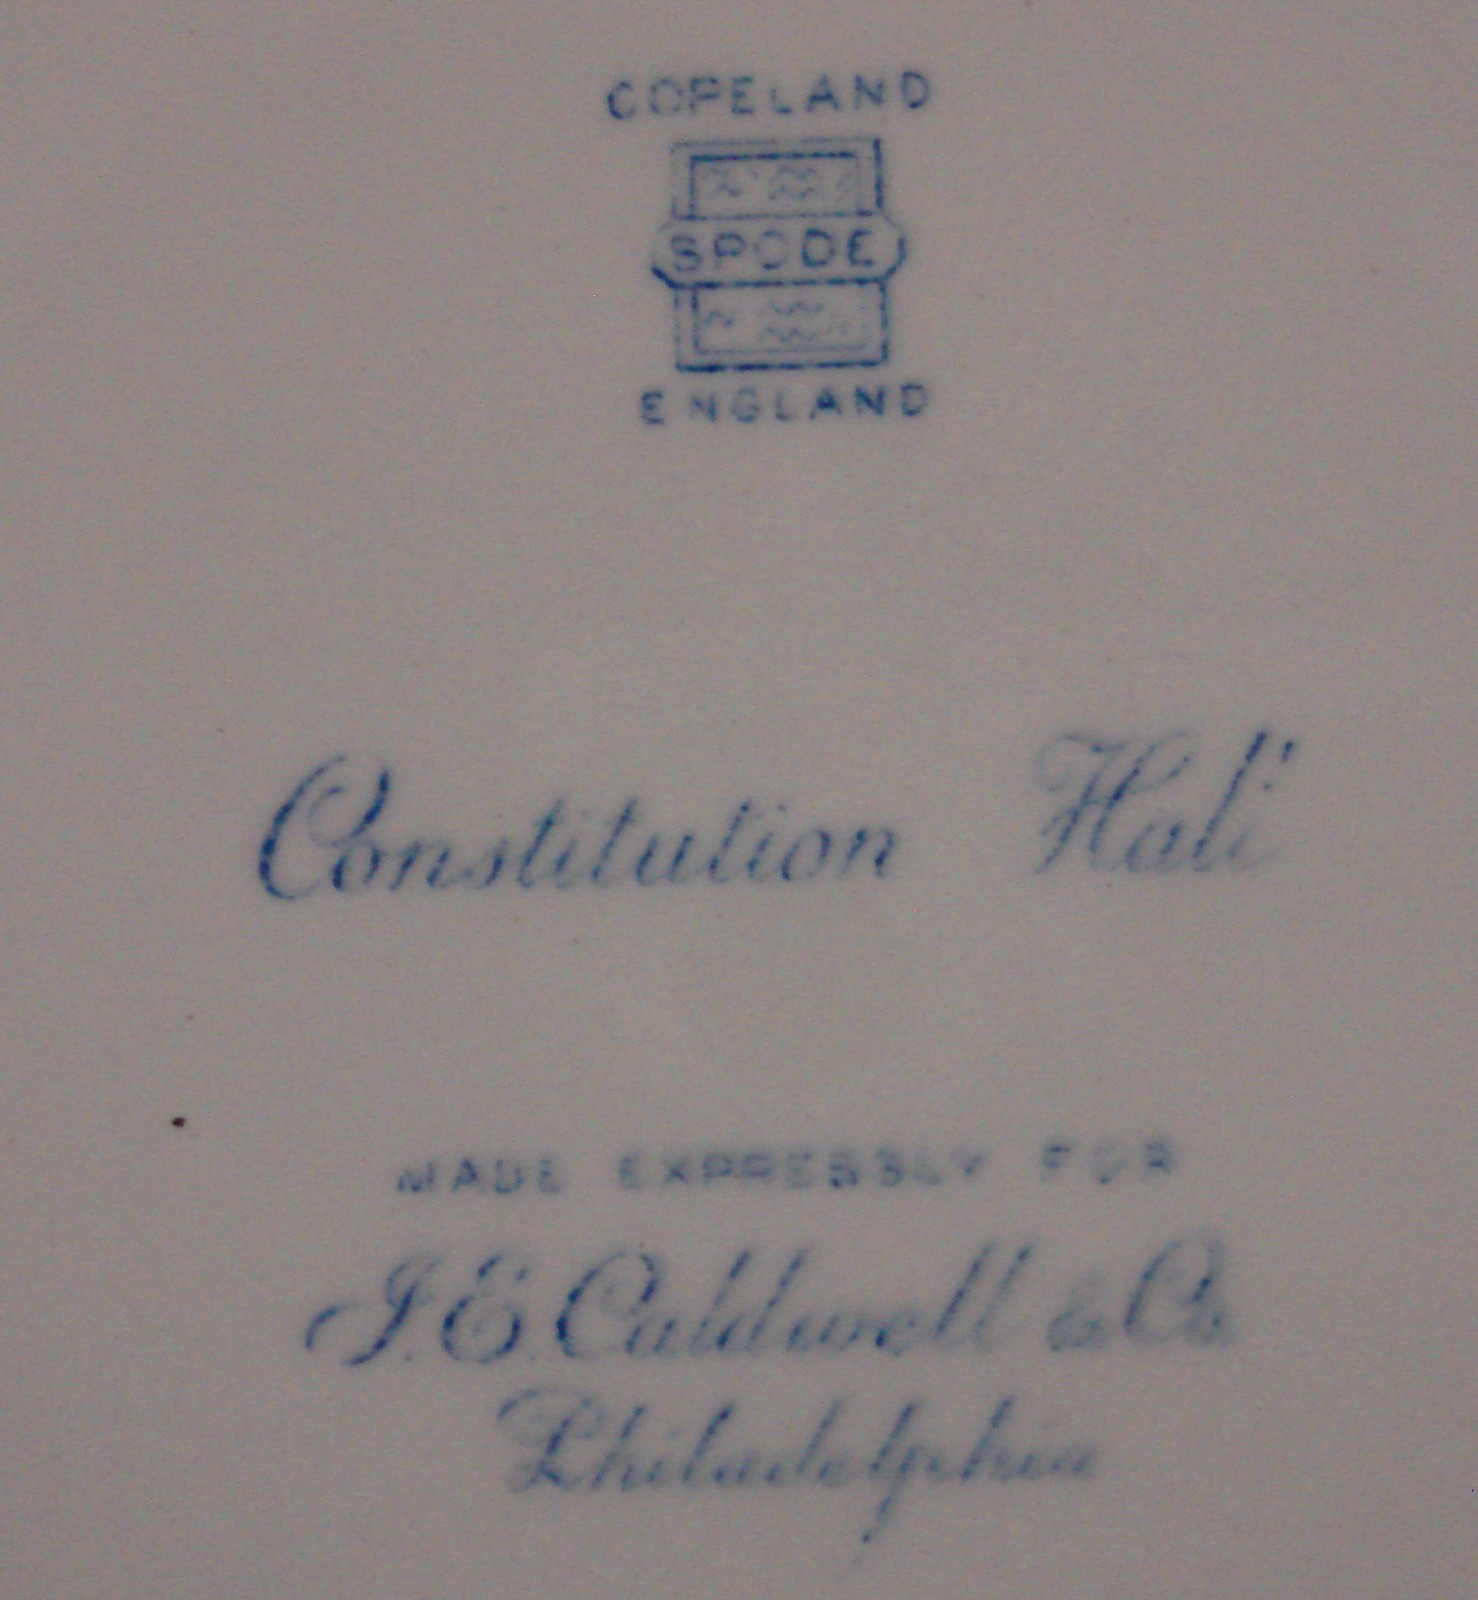 COPELAND
SPODE
ENGLAND
Constitution Hall
MADE EXPRESSLY FOR
J.E. Caldwell & Co.
Philadelphia